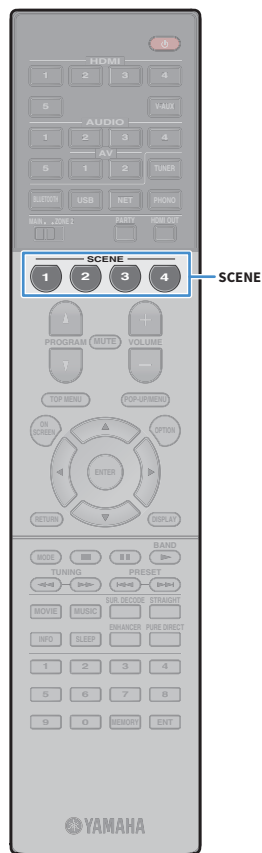 HDMI
1 2 3 4
5 V-AUX
AUDIO
1 2 3 4
AV
5 1 2 TUNER
BLUETOOTH USB NET PHONO
MAIN ZONE 2 PARTY HDMI OUT
SCENE
1 2 3 4
SCENE
PROGRAM MUTE VOLUME
TOP MENU POP-UP/MENU
ON
SCREEN OPTION
ENTER
RETURN DISPLAY
BAND
MODE
TUNING PRESET
SUR. DECODE STRAIGHT
MOVIE MUSIC
ENHANCER PURE DIRECT
INFO SLEEP
1 2 3 4
5 6 7 8
9 0 MEMORY ENT
YAMAHA